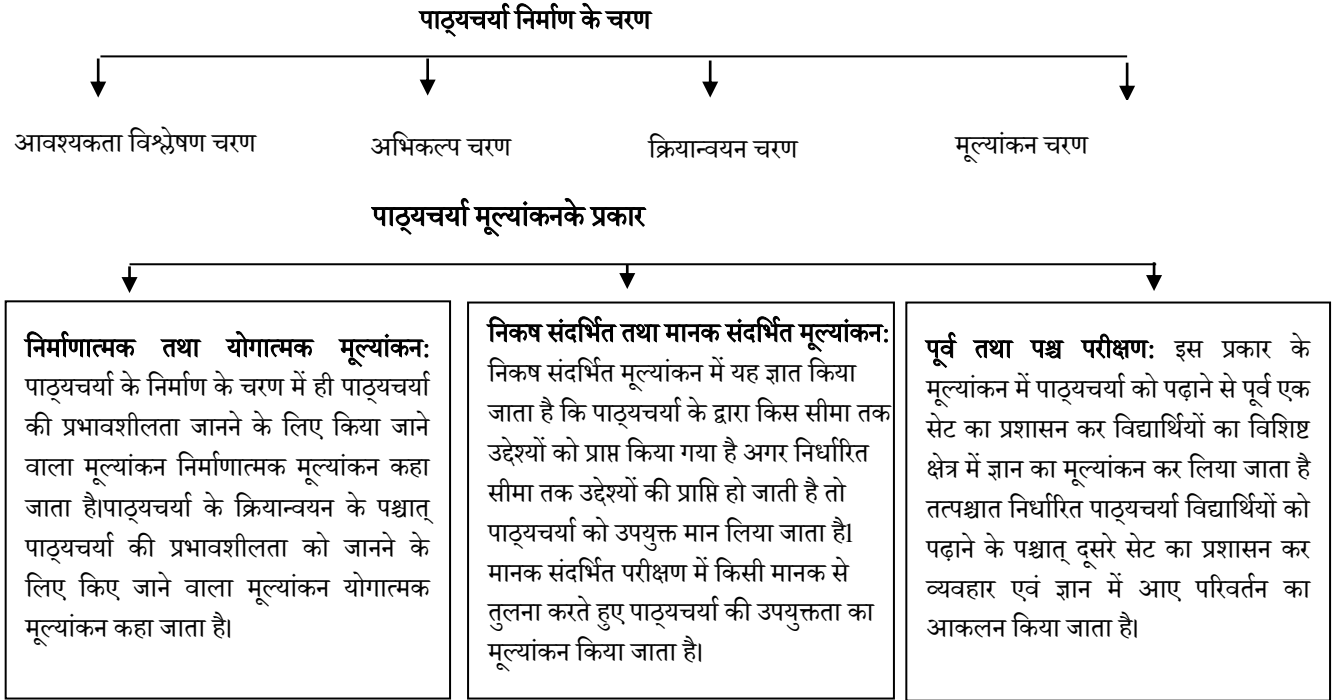 पाठ्यचर्या निर्माण के चरण
आवश्यकता विश्लेषण चरण
अभिकल्प चरण
क्रियान्वयन चरण
मूल्यांकन चरण
पाठ्यचर्या मूल्यांकनके प्रकार
निर्माणात्मक तथा योगात्मक मूल्यांकन:
पाठ्यचर्या के निर्माण के चरण में ही पाठ्यचर्या
की प्रभावशीलता जानने के लिए किया जाने
वाला मूल्यांकन निर्माणात्मक मूल्यांकन कहा
जाता है।पाठ्यचर्या के क्रियान्वयन के पश्चात्
पाठ्यचर्या की प्रभावशीलता को जानने के
लिए किए जाने वाला मूल्यांकन योगात्मक
मूल्यांकन कहा जाता है।
निकष संदर्भित तथा मानक संदर्भित मूल्यांकन:
निकष संदर्भित मूल्यांकन में यह ज्ञात किया
जाता है कि पाठ्यचर्या के द्वारा किस सीमा तक
उद्देश्यों को प्राप्त किया गया है अगर निर्धारित
सीमा तक उद्देश्यों की प्राप्ति हो जाती है तो
पाठ्यचर्या को उपयुक्त मान लिया जाता है।
मानक संदर्भित परीक्षण में किसी मानक से
तुलना करते हुए पाठ्यचर्या की उपयुक्तता का
मूल्यांकन किया जाता है।
पूर्व तथा पश्च परीक्षण: इस प्रकार के
मूल्यांकन में पाठ्यचर्या को पढ़ाने से पूर्व एक
सेट का प्रशासन कर विद्यार्थियों का विशिष्ट
क्षेत्र में ज्ञान का मूल्यांकन कर लिया जाता है
तत्पश्चात निर्धारित पाठ्यचर्या विद्यार्थियों को
पढ़ाने के पश्चात् दूसरे सेट का प्रशासन कर
व्यवहार एवं ज्ञान में आए परिवर्तन का
आकलन किया जाता है।